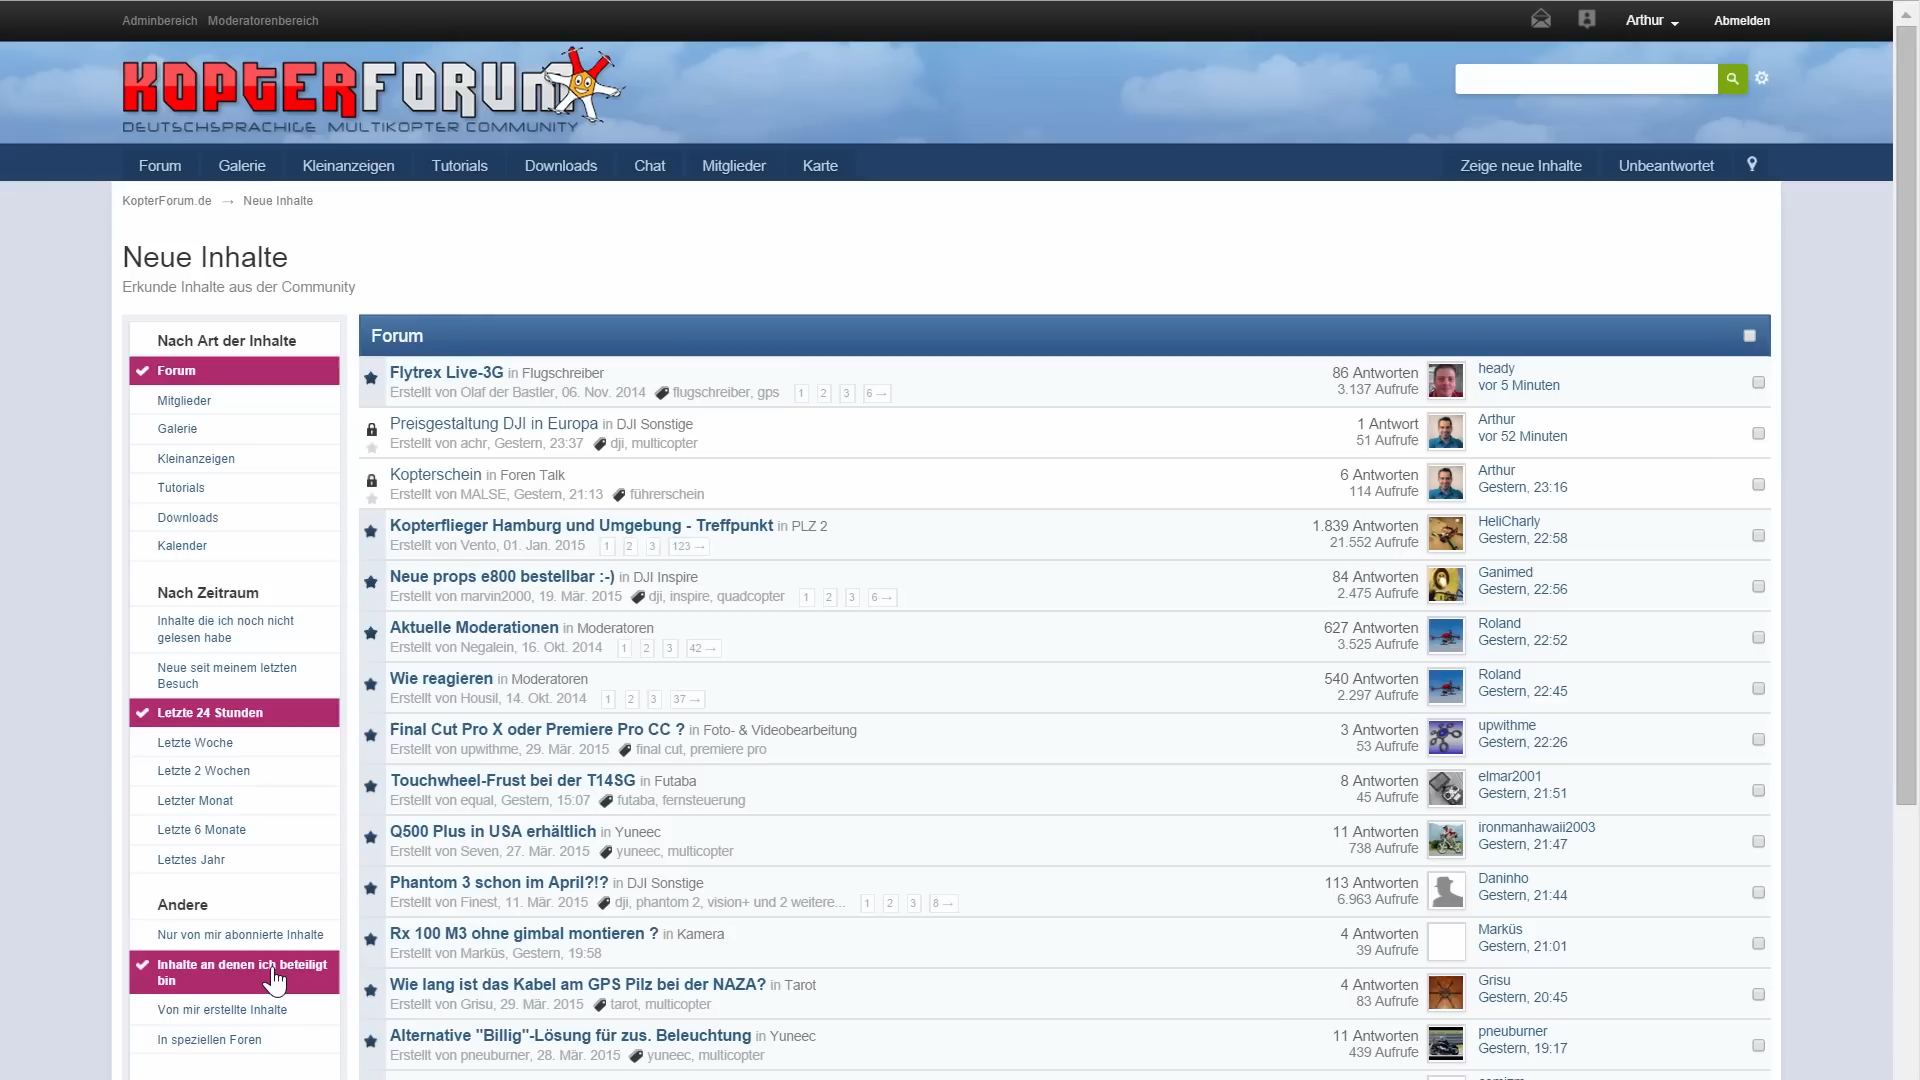 Adminbereich Moderatorenbereich
Arthur
Abmelden
KOPTERFORUM
DEUTSCHSPRACHIGE MULTIKOPTER COMMUNITY
Forum Galerie Kleinanzeigen Tutorials Downloads Chat Mitglieder Karte Zeige neue Inhalte Unbeantwortet
KopterForum.de → Neue Inhalte
Neue Inhalte
Erkunde Inhalte aus der Community
Nach Art der Inhalte
Forum
Mitglieder
Galerie
Kleinanzeigen
Tutorials
Downloads
Kalender
Nach Zeitraum
Inhalte die ich noch nicht
gelesen habe
Neue seit meinem letzten
Besuch
Letzte 24 Stunden
Letzte Woche
Letzte 2 Wochen
Letzter Monat
Letzte 6 Monate
Letztes Jahr
Andere
Nur von mir abonnierte Inhalte
Inhalte an denen ich beteiligt
bin
Von mir erstellte Inhalte
In speziellen Foren
Forum
Flytrex Live-3G in Flugschreiber 86 Antworten heady
Erstellt von Olaf der Bastler, 06. Nov. 2014 flugschreiber, gps 1 2 3 6 → 3.137 Aufrufe vor 5 Minuten
Preisgestaltung DJI in Europa in DJI Sonstige 1 Antwort Arthur
Erstellt von achr, Gestern, 23:37 dji, multicopter 51 Aufrufe vor 52 Minuten
Kopterschein in Foren Talk 6 Antworten Arthur
Erstellt von MALSE, Gestern, 21:13 führerschein 114 Aufrufe Gestern, 23:16
Kopterflieger Hamburg und Umgebung - Treffpunkt in PLZ 2 1.839 Antworten HeliCharly
Erstellt von Vento, 01. Jan. 2015 1 2 3 123 → 21.552 Aufrufe Gestern, 22:58
Neue props e800 bestellbar :-) in DJI Inspire 84 Antworten Ganimed
Erstellt von marvin2000, 19. Mär. 2015 dji, inspire, quadcopter 1 2 3 6 → 2.475 Aufrufe Gestern, 22:56
Aktuelle Moderationen in Moderatoren 627 Antworten Roland
Erstellt von Negalein, 16. Okt. 2014 1 2 3 42 → 3.525 Aufrufe Gestern, 22:52
Wie reagieren in Moderatoren 540 Antworten Roland
Erstellt von Housil, 14. Okt. 2014 1 2 3 37 → 2.297 Aufrufe Gestern, 22:45
Final Cut Pro X oder Premiere Pro CC ? in Foto- & Videobearbeitung 3 Antworten upwithme
Erstellt von upwithme, 29. Mär. 2015 final cut, premiere pro 53 Aufrufe Gestern, 22:26
Touchwheel-Frust bei der T14SG in Futaba 8 Antworten elmar2001
Erstellt von equal, Gestern, 15:07 futaba, fernsteuerung 45 Aufrufe Gestern, 21:51
Q500 Plus in USA erhältlich in Yuneec 11 Antworten ironmanhawaii2003
Erstellt von Seven, 27. Mär. 2015 yuneec, multicopter 738 Aufrufe Gestern, 21:47
Phantom 3 schon im April?!? in DJI Sonstige 113 Antworten Daninho
Erstellt von Finest, 11. Mär. 2015 dji, phantom 2, vision+ und 2 weitere... 1 2 3 8 → 6.963 Aufrufe Gestern, 21:44
Rx 100 M3 ohne gimbal montieren ? in Kamera 4 Antworten Marküs
Erstellt von Marküs, Gestern, 19:58 39 Aufrufe Gestern, 21:01
Wie lang ist das Kabel am GPS Pilz bei der NAZA? in Tarot 4 Antworten Grisu
Erstellt von Grisu, 29. Mär. 2015 tarot, multicopter 83 Aufrufe Gestern, 20:45
Alternative "Billig"-Lösung für zus. Beleuchtung in Yuneec 11 Antworten pneuburner
Erstellt von pneuburner, 28. Mär. 2015 yuneec, multicopter 439 Aufrufe Gestern, 19:17